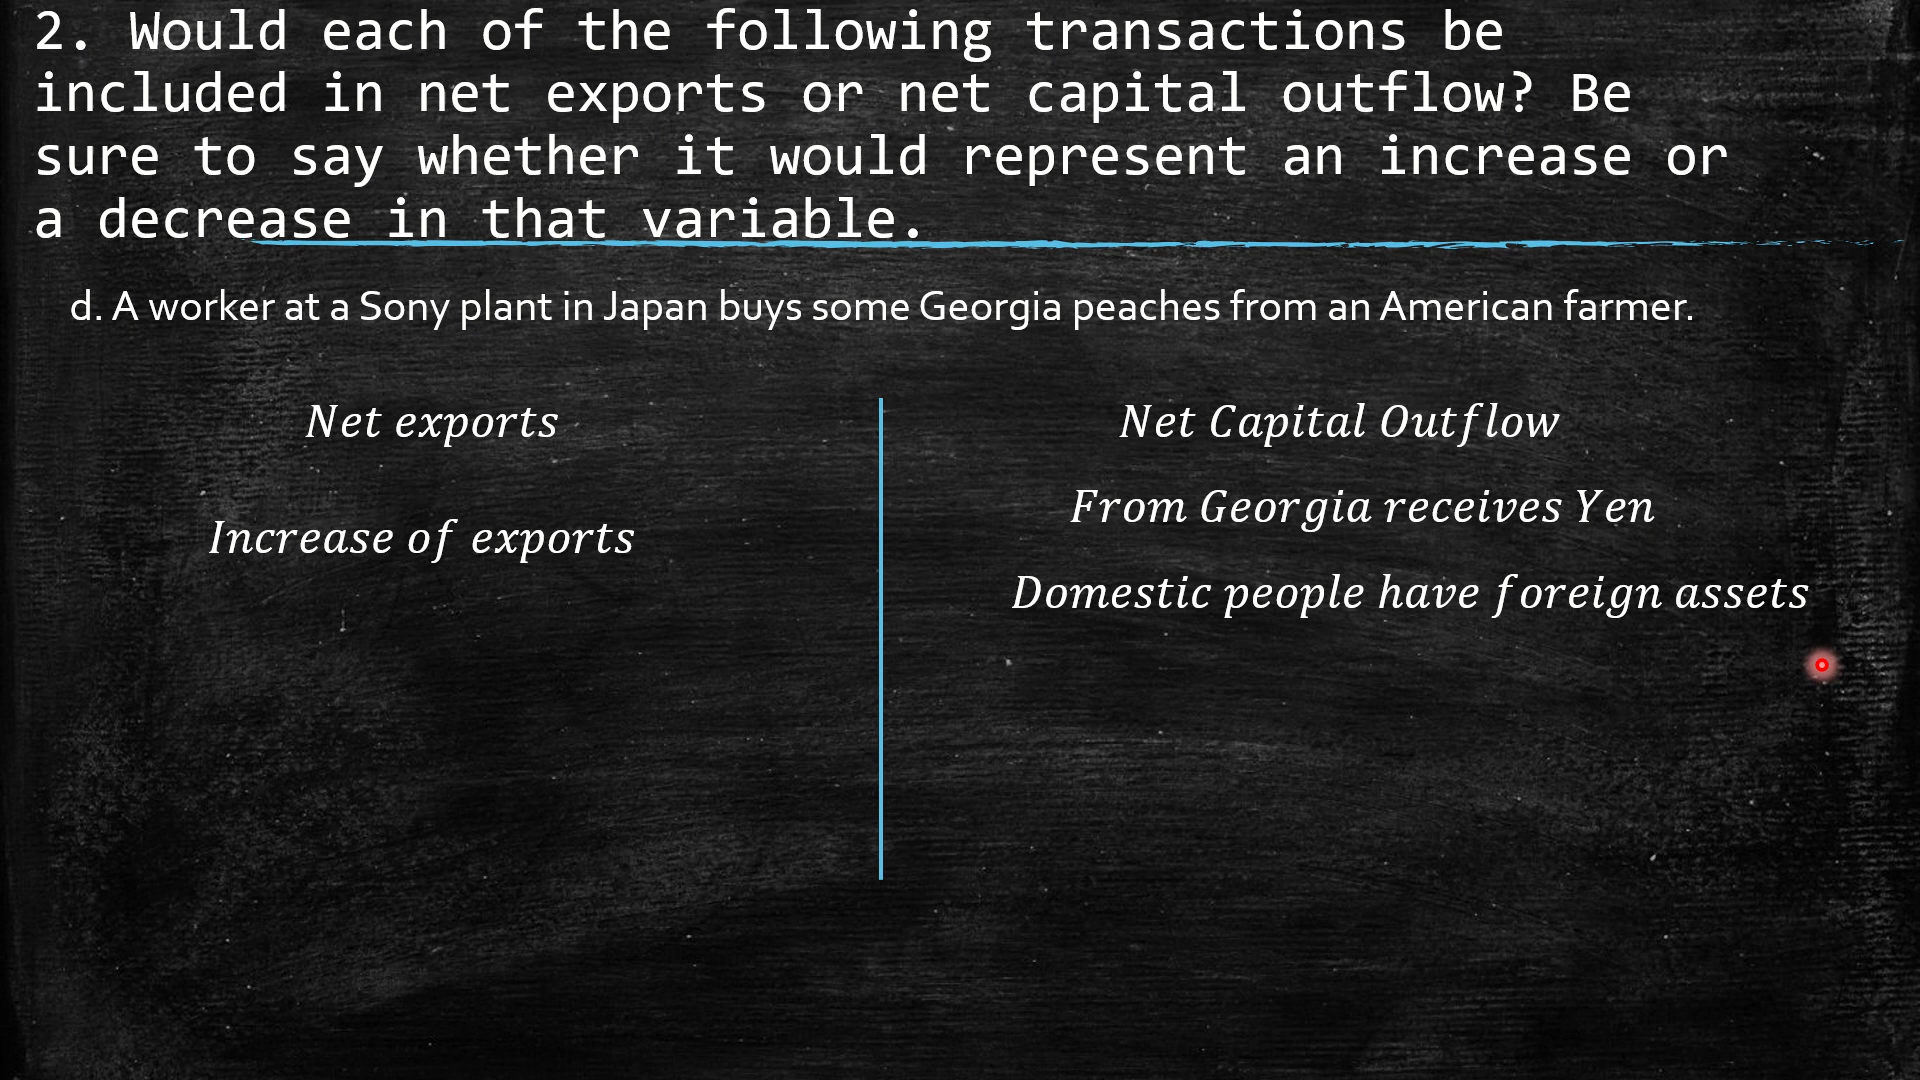 2. Would each of the following transactions be
included in net exports or net capital outflow? Be
sure to say whether it would represent an increase or
a decrease in that variable.
d. A worker at a Sony plant in Japan buys some Georgia peaches from an American farmer.
Net exports
Increase of exports
Net Capital Outflow
From Georgia receives Yen
Domestic people have foreign assets